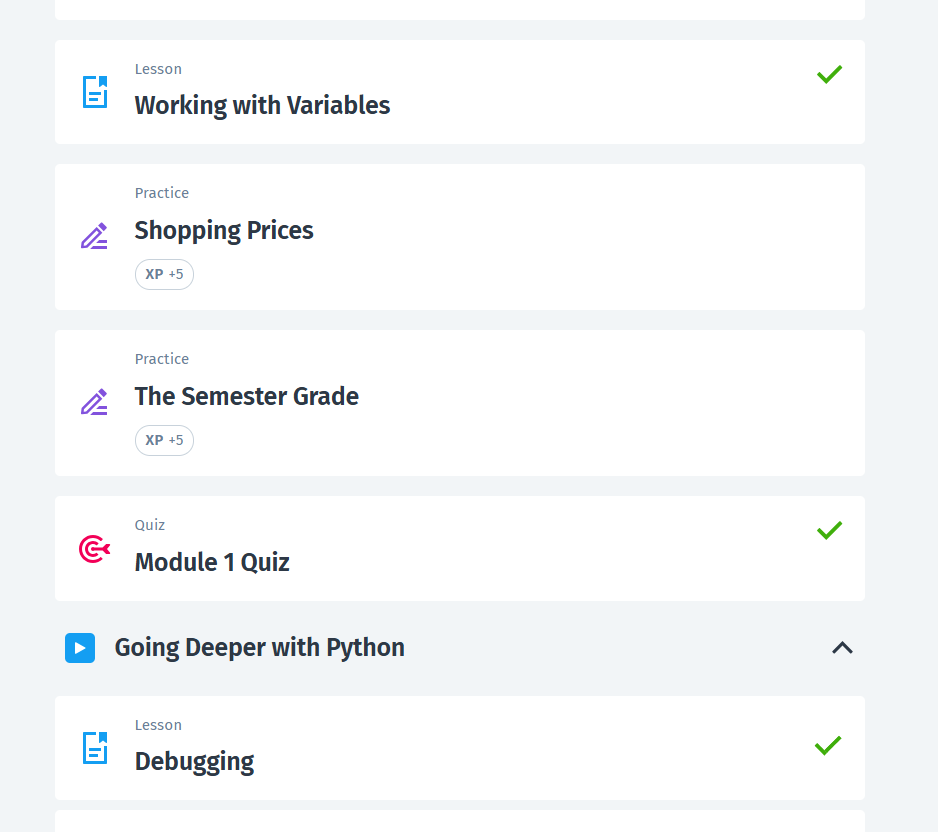 Lesson
Working with Variables
Practice
Shopping Prices
XP +5
Practice
The Semester Grade
XP +5
Quiz
Module 1 Quiz
Going Deeper with Python
Lesson
Debugging